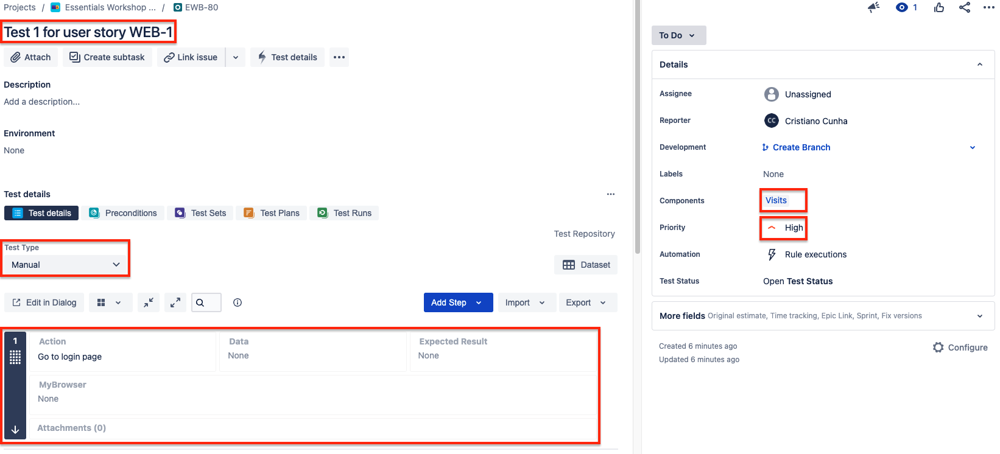 Projects / Essentials Workshop ... / EWB-80
Test 1 for user story WEB-1
Attach
Create subtask
Link issue
Test details
Description
Add a description...
Environment
None
Test details
Test details
Preconditions
Test Sets
Test Plans
Test Runs
Test Repository
Test Type
Manual
Dataset
Edit in Dialog
Add Step
Import
Export
1
Action
Go to login page
Data
None
Expected Result
None
MyBrowser
None
Attachments (0)
1
To Do
Details
Assignee
Unassigned
Reporter
CC
Cristiano Cunha
Development
Create Branch
Labels
None
Components
Visits
Priority
High
Automation
Rule executions
Test Status
Open Test Status
More fields Original estimate, Time tracking, Epic Link, Sprint, Fix versions
Created 6 minutes ago
Updated 6 minutes ago
Configure